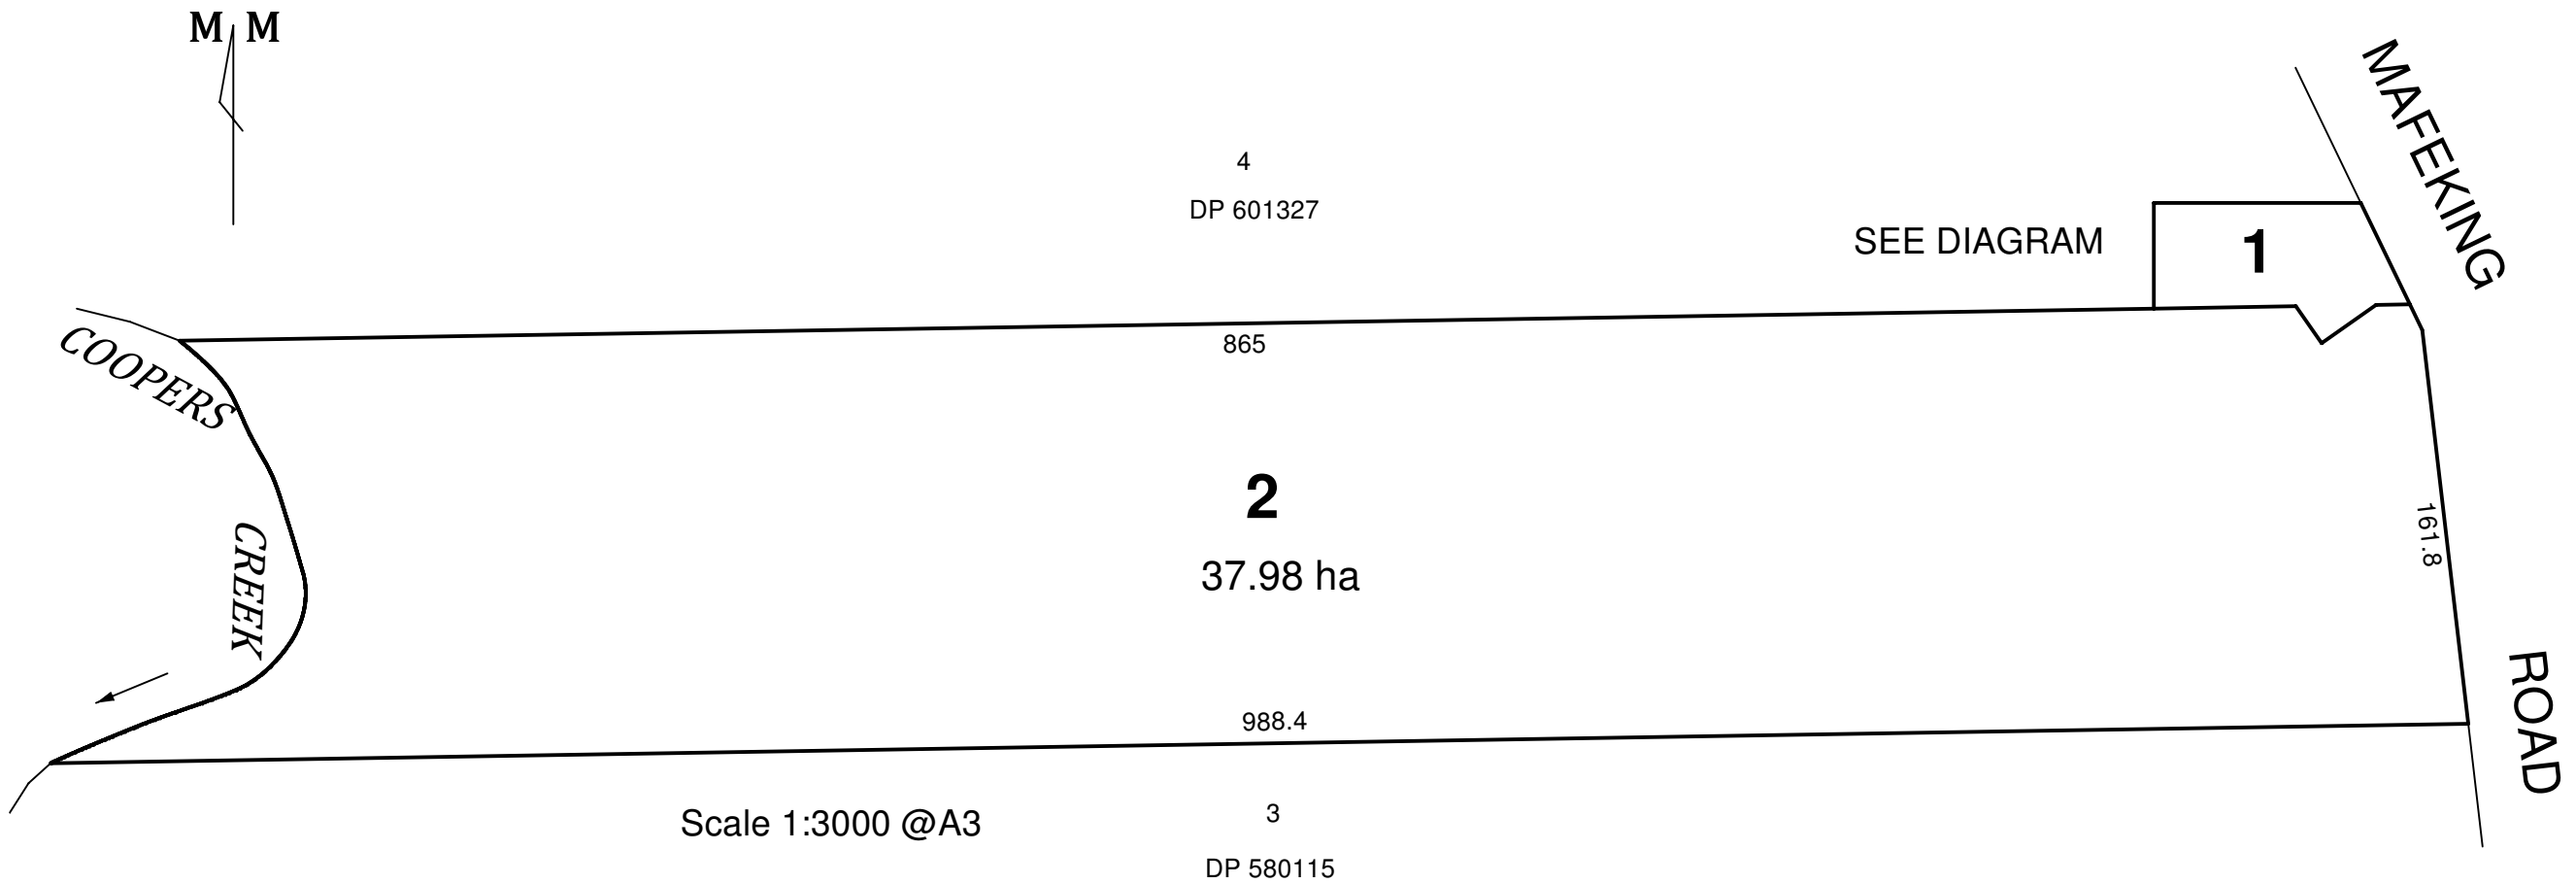 M M
MAFEKING
4
DP 601327
SEE DIAGRAM
1
865
COOPERS
2
37.98 ha
161.8
CREEK
988.4
ROAD
Scale 1:3000 @A3
3
DP 580115